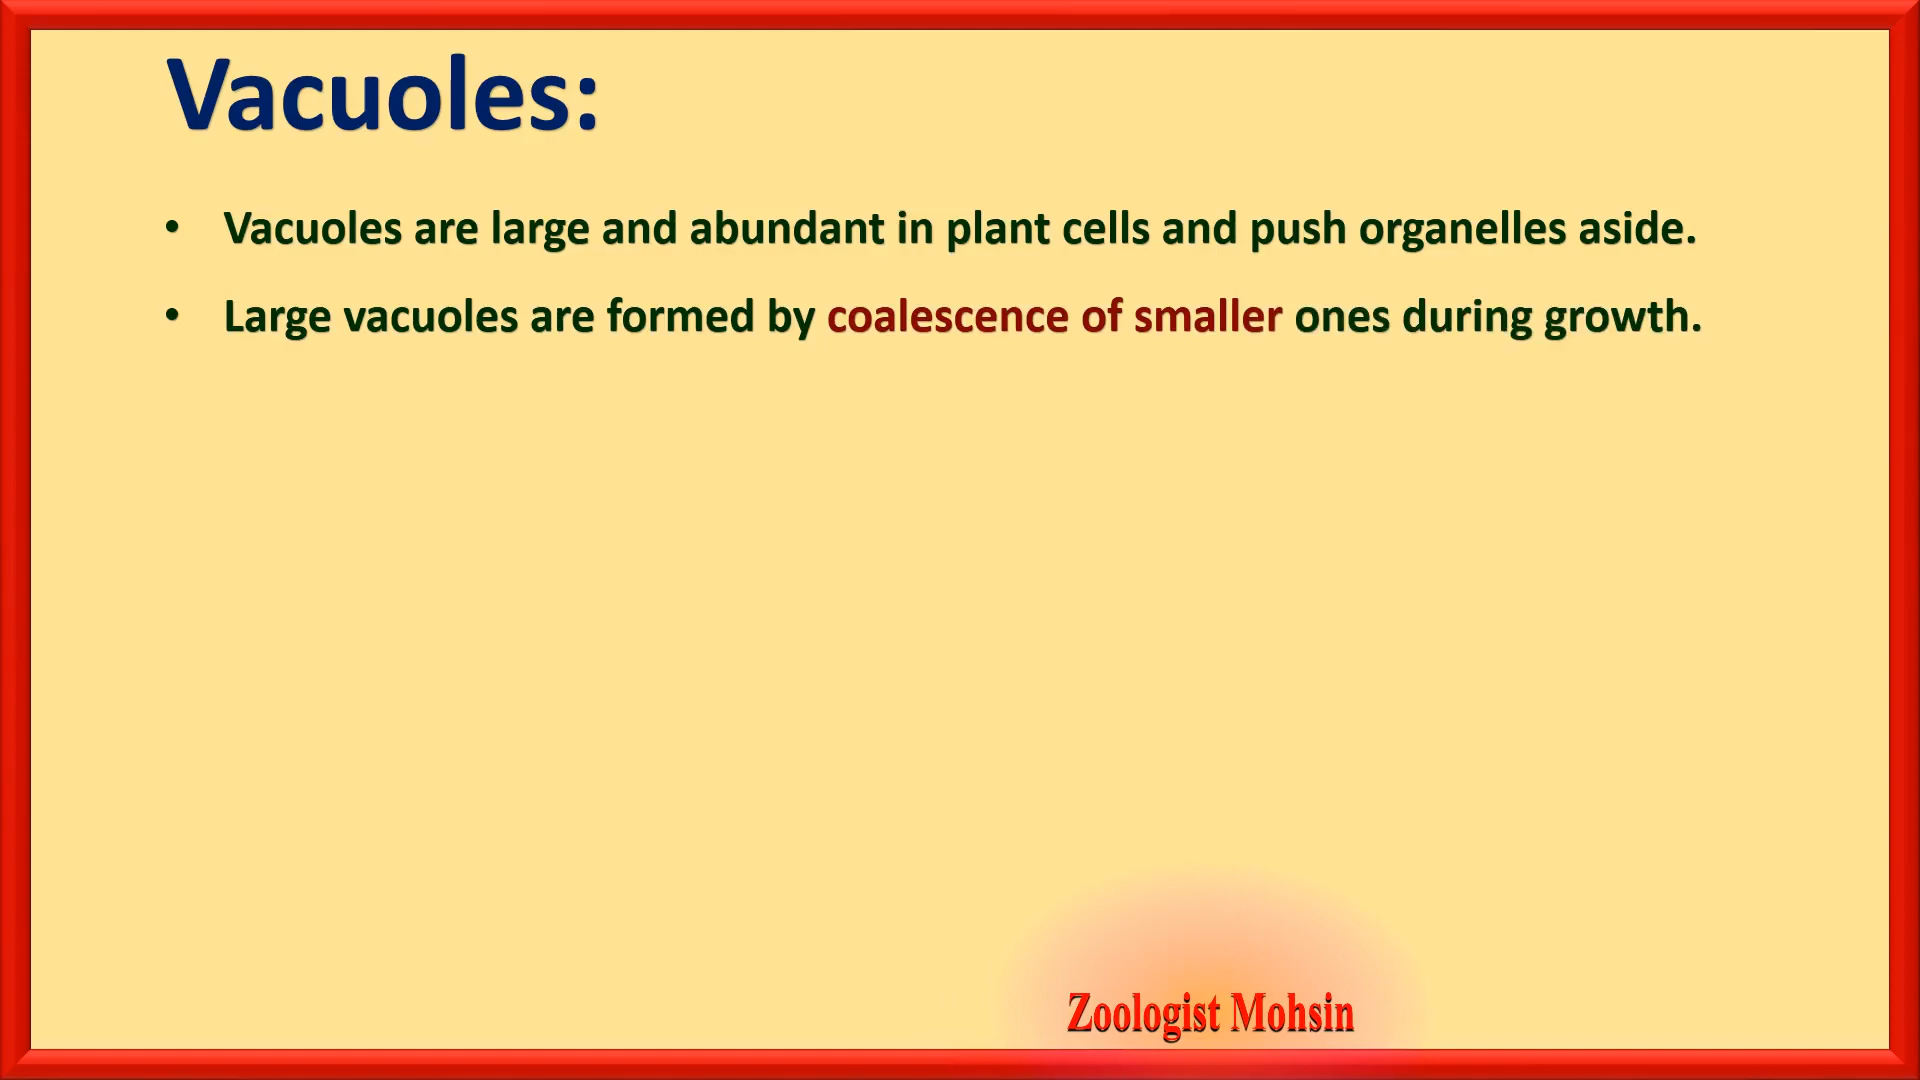 Vacuoles:
• Vacuoles are large and abundant in plant cells and push organelles aside.
• Large vacuoles are formed by coalescence of smaller ones during growth.
Zoologist Mohsin